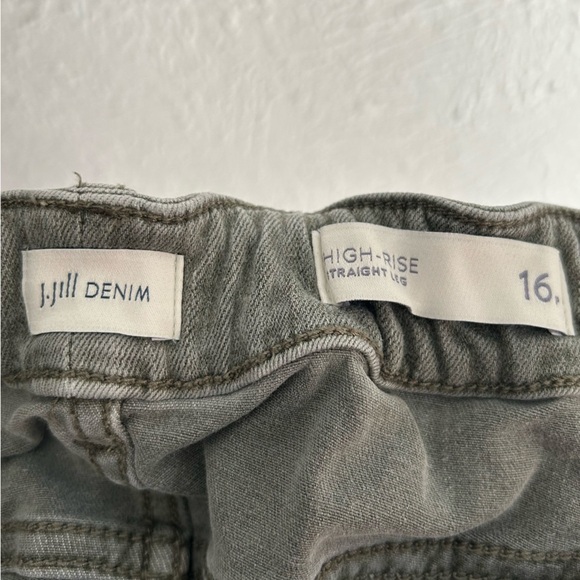 J.Jill DENIM
HIGH-RISE
STRAIGHT LEG
16